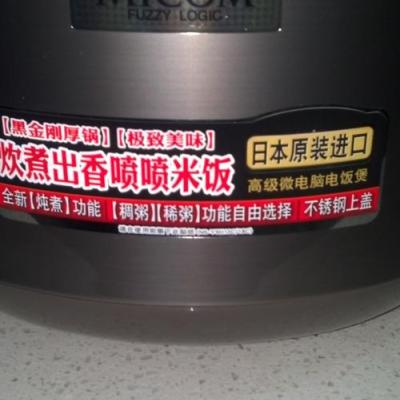 MICOM
FUZZY LOGIC
【黑金刚厚锅】【极致美味】
炊煮出香喷喷米饭
日本原装进口
高级微电脑电饭煲
全新【炖煮】功能 【稠粥】【稀粥】功能自由选择 不锈钢上盖